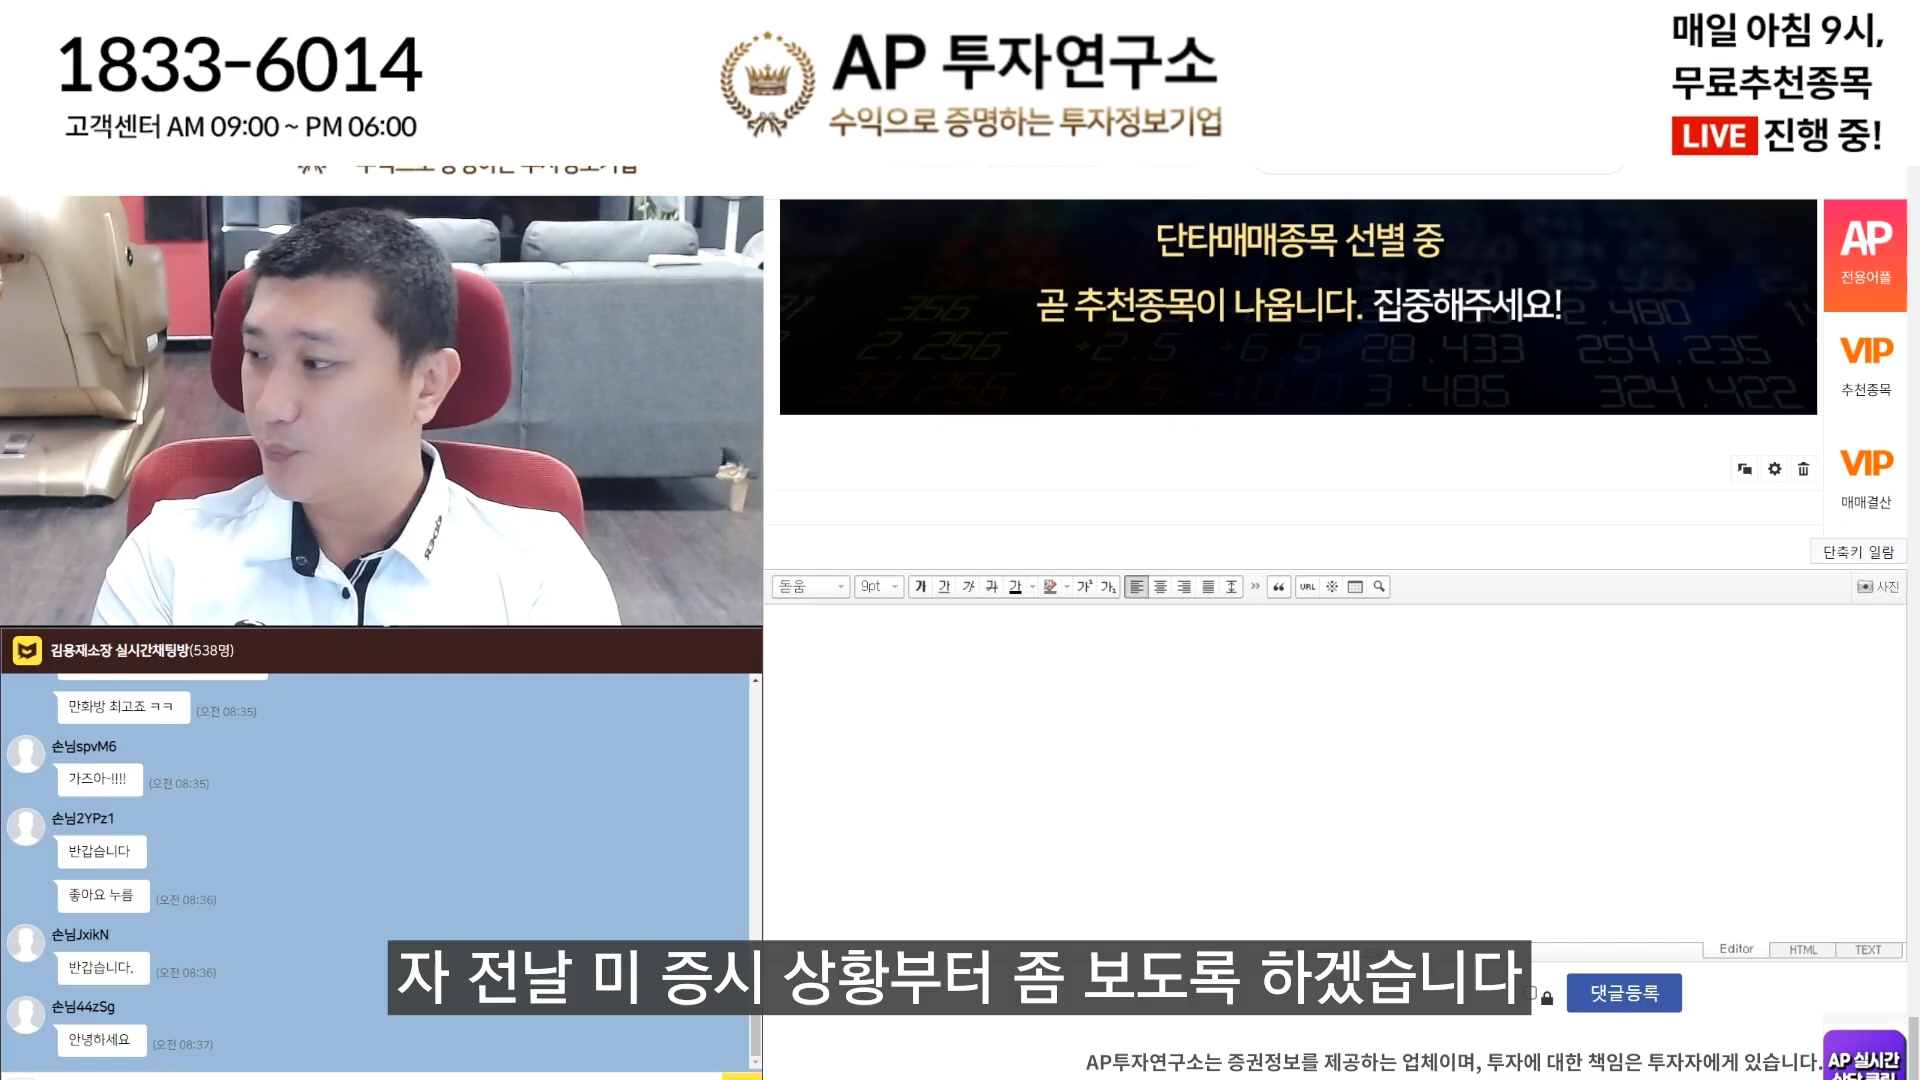 1833-6014
고객센터 AM 09:00 ~ PM 06:00
AP 투자연구소
수익으로 증명하는 투자정보기업
매일 아침 9시,
무료추천종목
LIVE 진행 중!
단타매매종목 선별 중
곧 추천종목이 나옵니다. 집중해주세요!
AP
전용어플
VIP
추천종목
VIP
매매결산
단축키 일람
돋움 9pt 가 가 가 가 가 가 가 URL 사진
김용재소장 실시간채팅방(538명)
만화방 최고죠 ㅋㅋ (오전 08:35)
손님spvM6
가즈아-!!!! (오전 08:35)
손님2YPz1
반갑습니다
좋아요 누름 (오전 08:36)
손님JxikN
반갑습니다. (오전 08:36)
손님44zSg
안녕하세요 (오전 08:37)
Editor HTML TEXT
자 전날 미 증시 상황부터 좀 보도록 하겠습니다
댓글등록
AP투자연구소는 증권정보를 제공하는 업체이며, 투자에 대한 책임은 투자자에게 있습니다.
AP 실시간